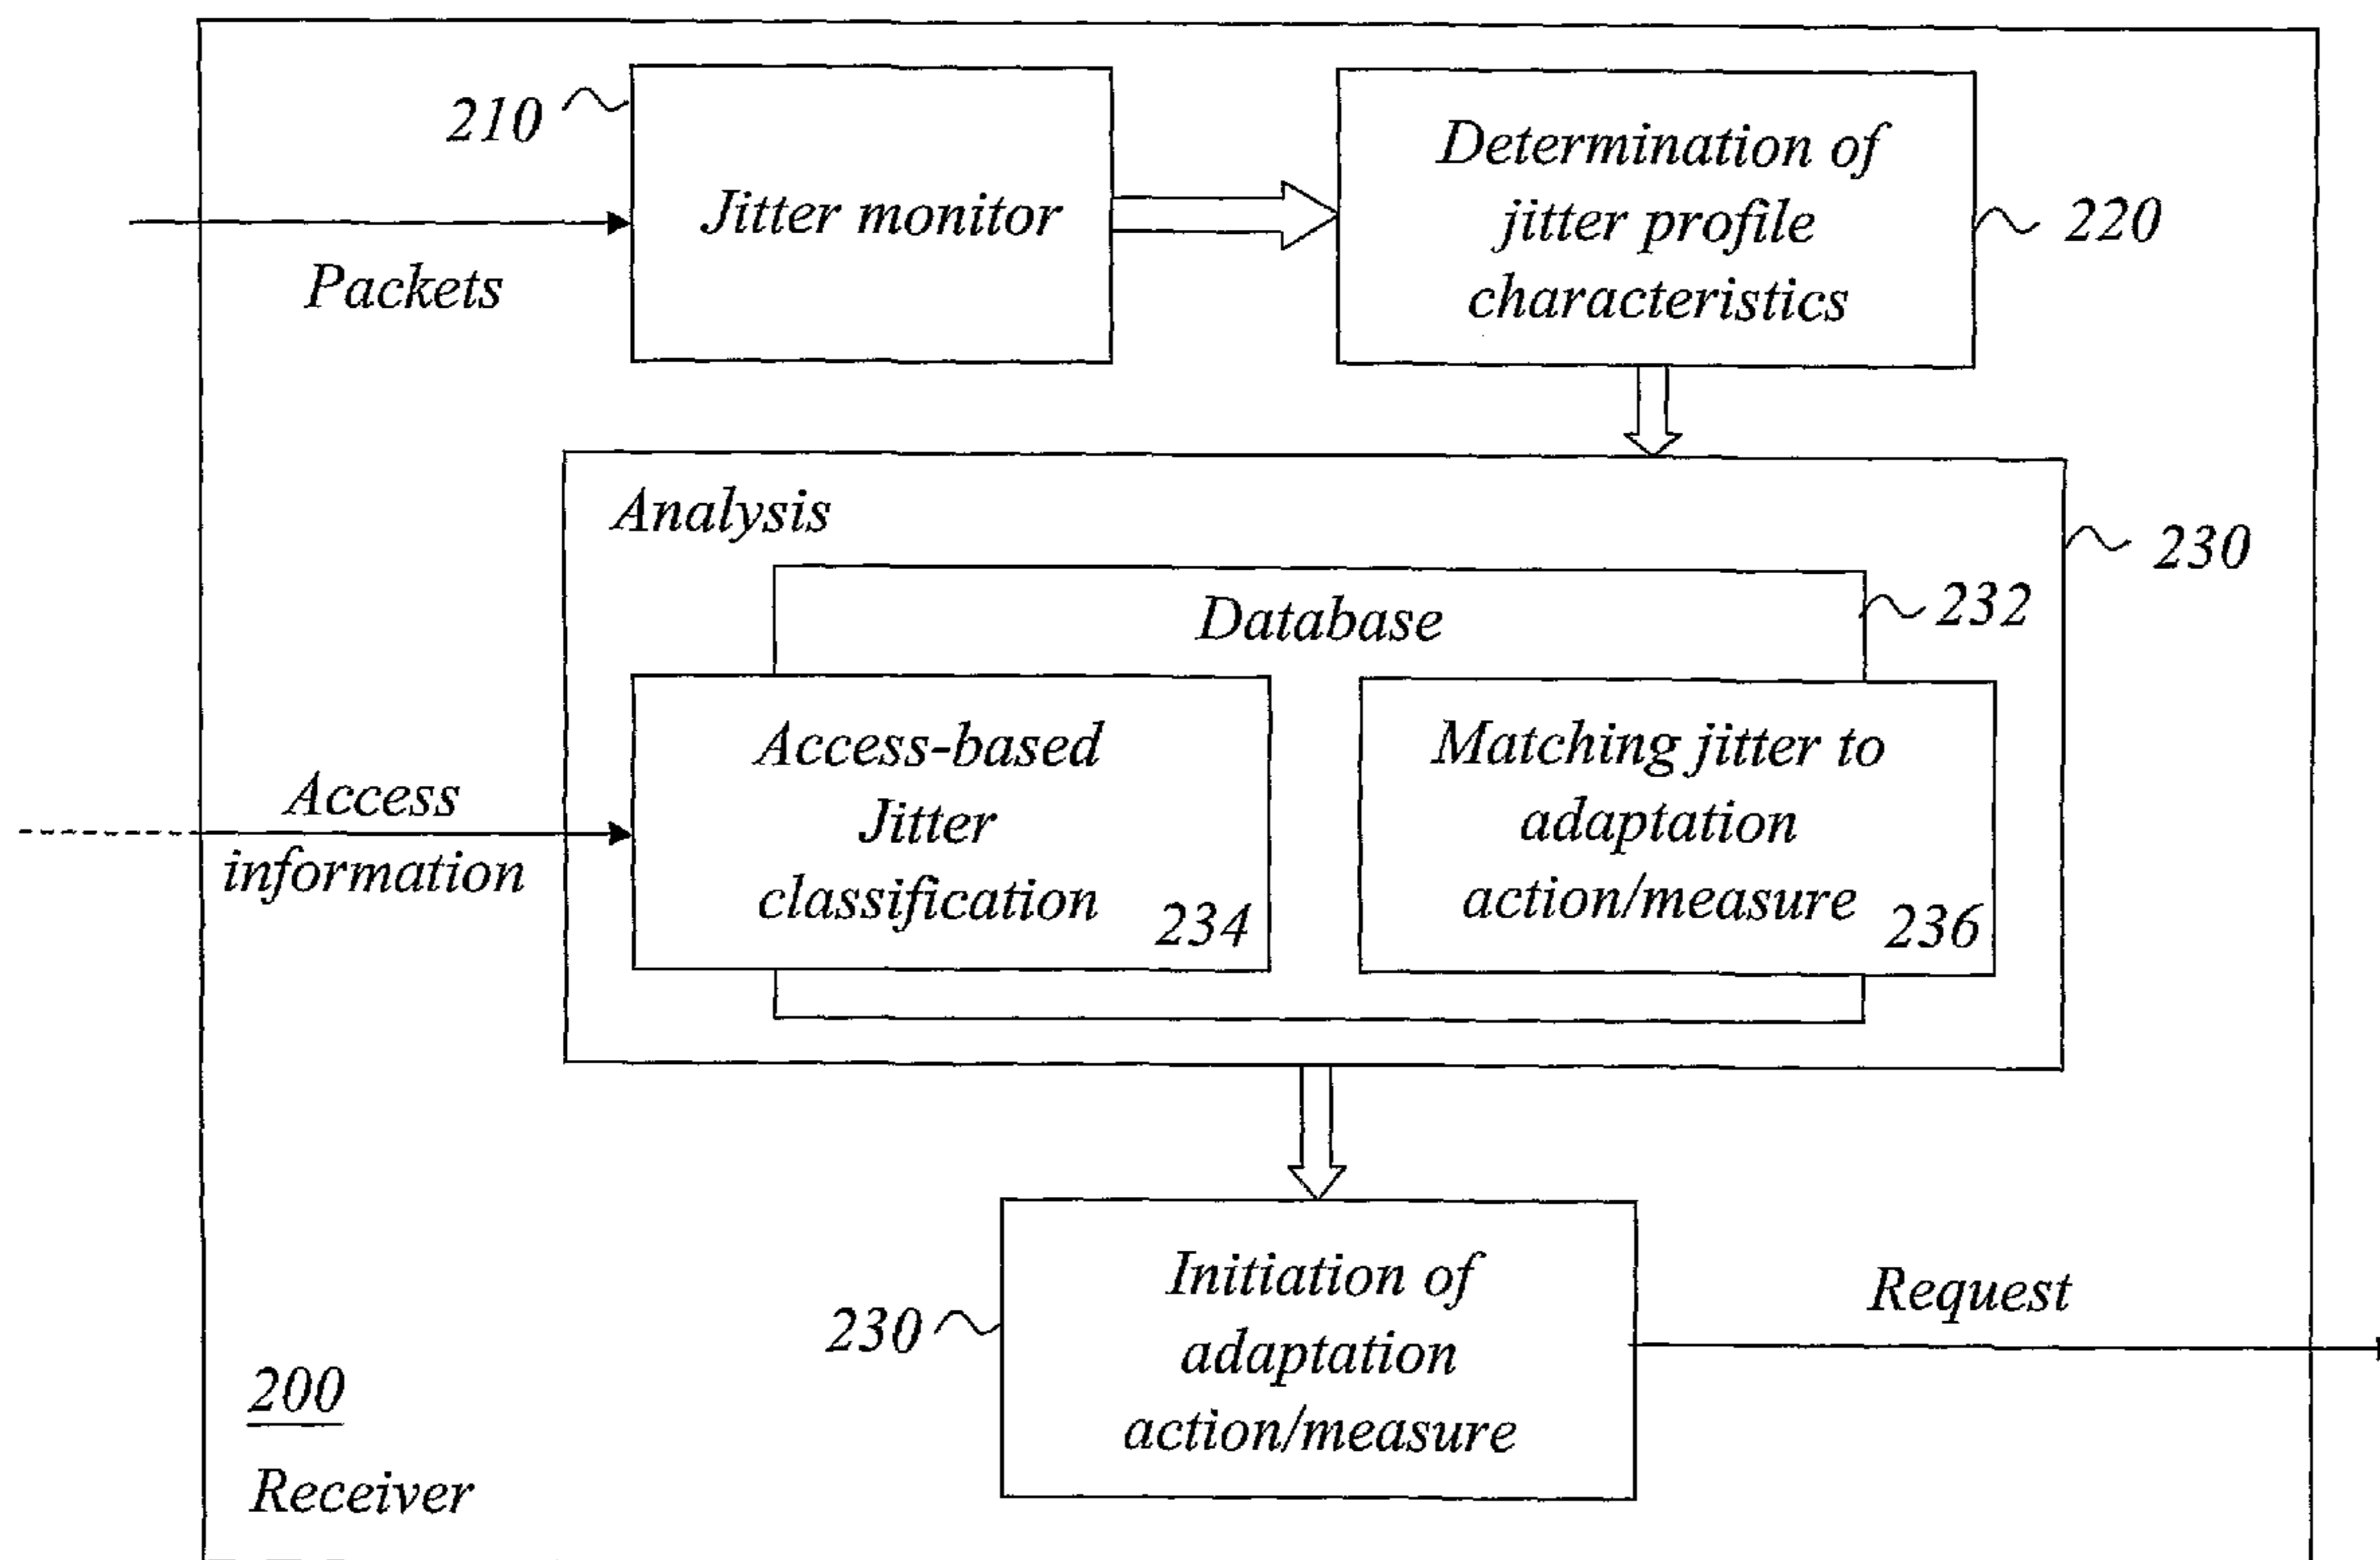 210
Jitter monitor
Packets
Determination of
jitter profile
characteristics
220
Analysis
230
Database
232
Access
information
Access-based
Jitter
classification
234
Matching jitter to
adaptation
action/measure
236
230
Initiation of
adaptation
action/measure
Request
200
Receiver